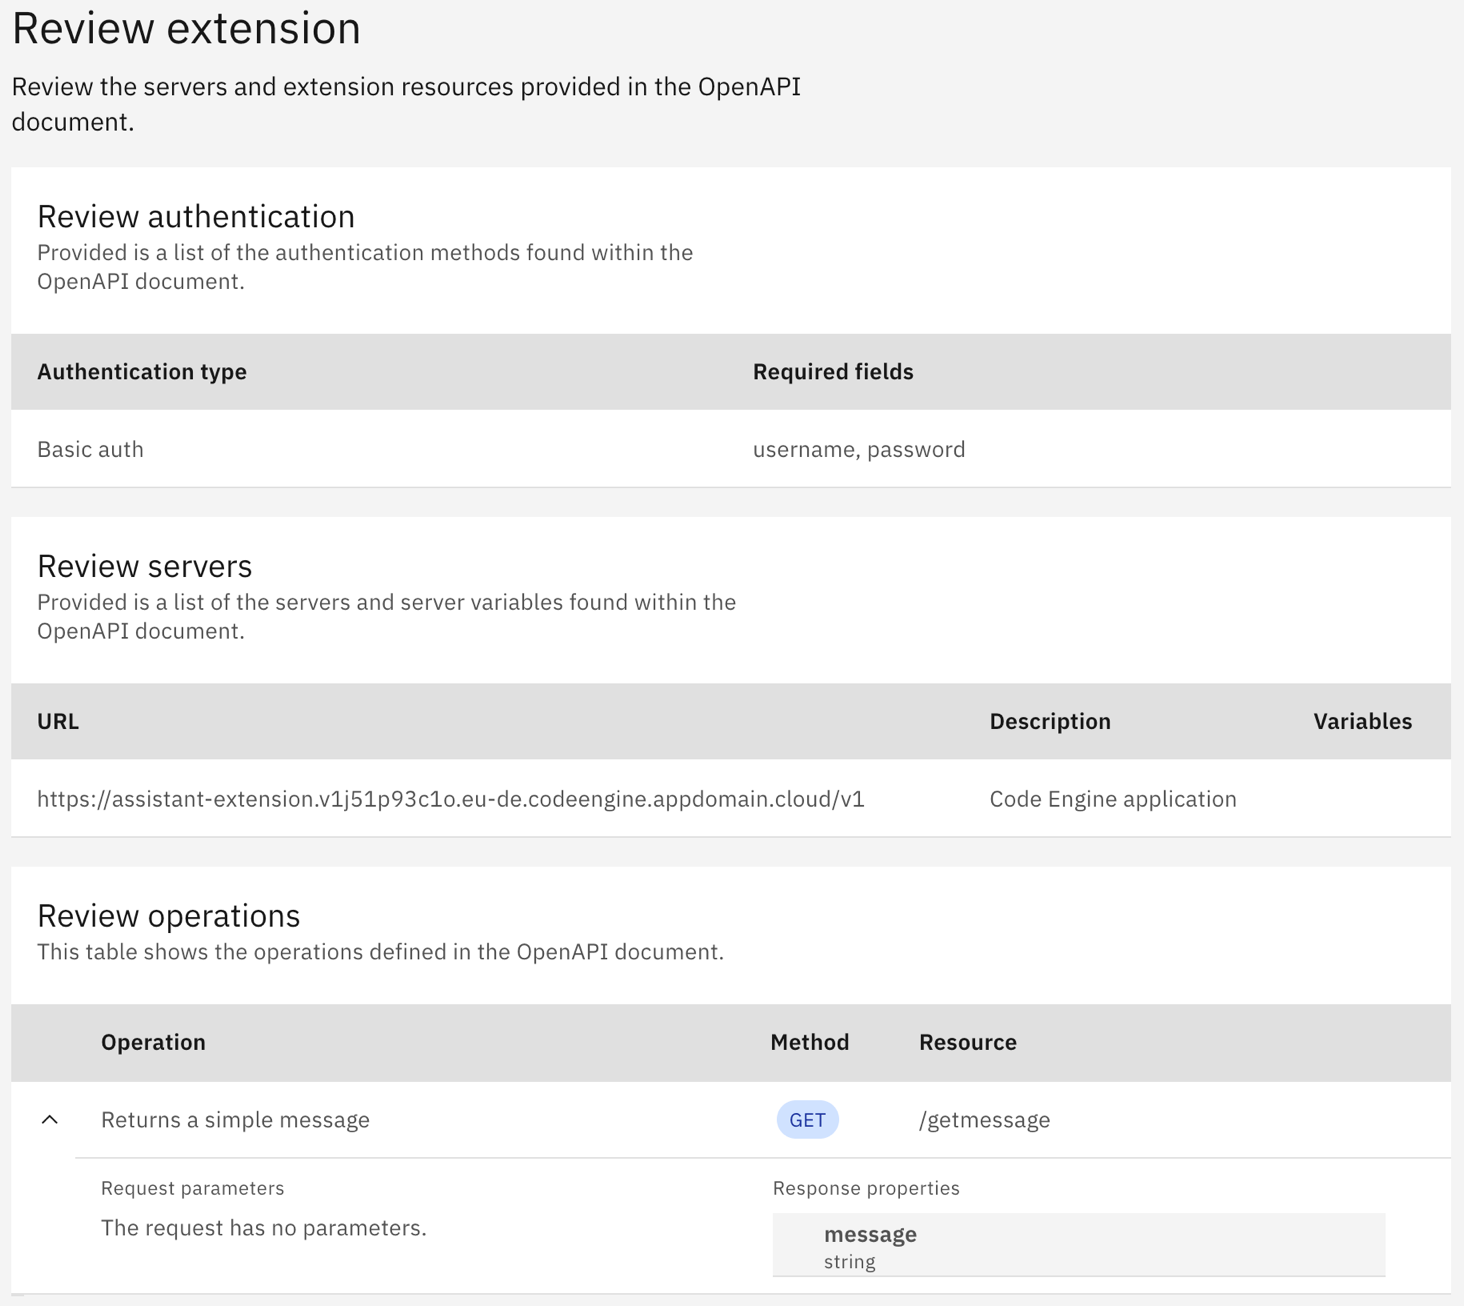 Review extension
Review the servers and extension resources provided in the OpenAPI
document.
Review authentication
Provided is a list of the authentication methods found within the
OpenAPI document.
Authentication type Required fields
Basic auth username, password
Review servers
Provided is a list of the servers and server variables found within the
OpenAPI document.
URL Description Variables
https://assistant-extension.v1j51p93c1o.eu-de.codeengine.appdomain.cloud/v1 Code Engine application
Review operations
This table shows the operations defined in the OpenAPI document.
Operation Method Resource
Returns a simple message GET /getmessage
Request parameters Response properties
The request has no parameters.
message
string